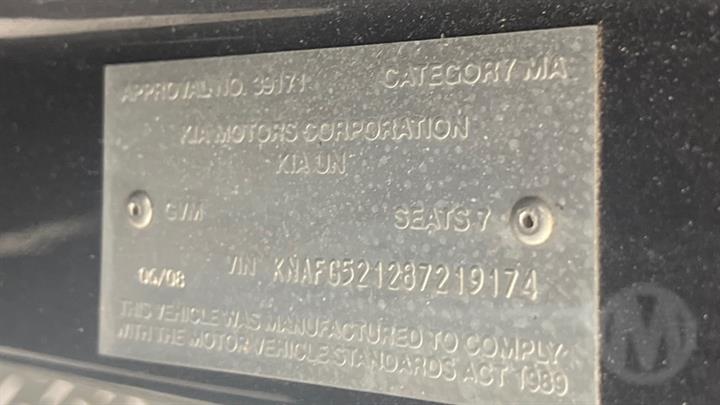 APPROVAL NO. 39171 CATEGORY MA
KIA MOTORS CORPORATION
KIA UN
GVM SEATS 7
06/08 VIN KNAFG521287219174
THIS VEHICLE WAS MANUFACTURED TO COMPLY
WITH THE MOTOR VEHICLE STANDARDS ACT 1989
M